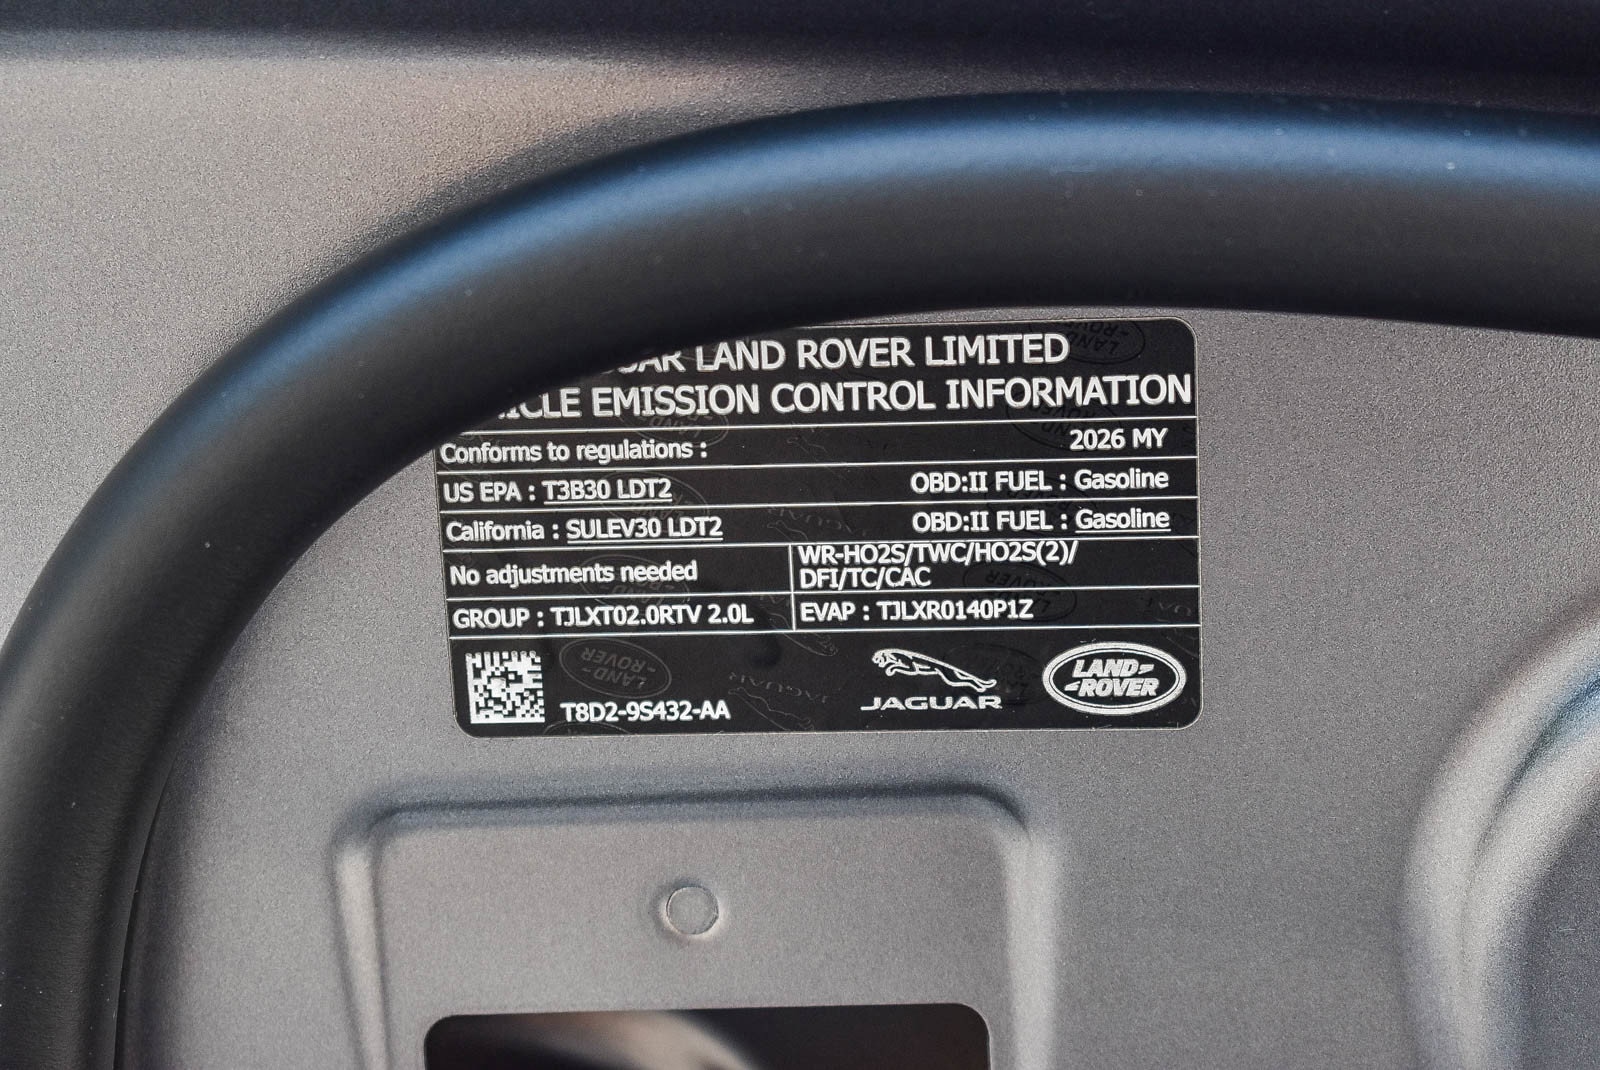 LAND ROVER LIMITED
EMISSION CONTROL INFORMATION
Conforms to regulations :
2026 MY
US EPA : T3B30 LDT2
OBD:II FUEL : Gasoline
California : SULEV30 LDT2
OBD:II FUEL : Gasoline
No adjustments needed
WR-HO2S/TWC/HO2S(2)/
DFI/TC/CAC
GROUP : TJLXT02.0RTV 2.0L
EVAP : TJLXR0140P1Z
T8D2-9S432-AA
JAGUAR
LAND-
-ROVER